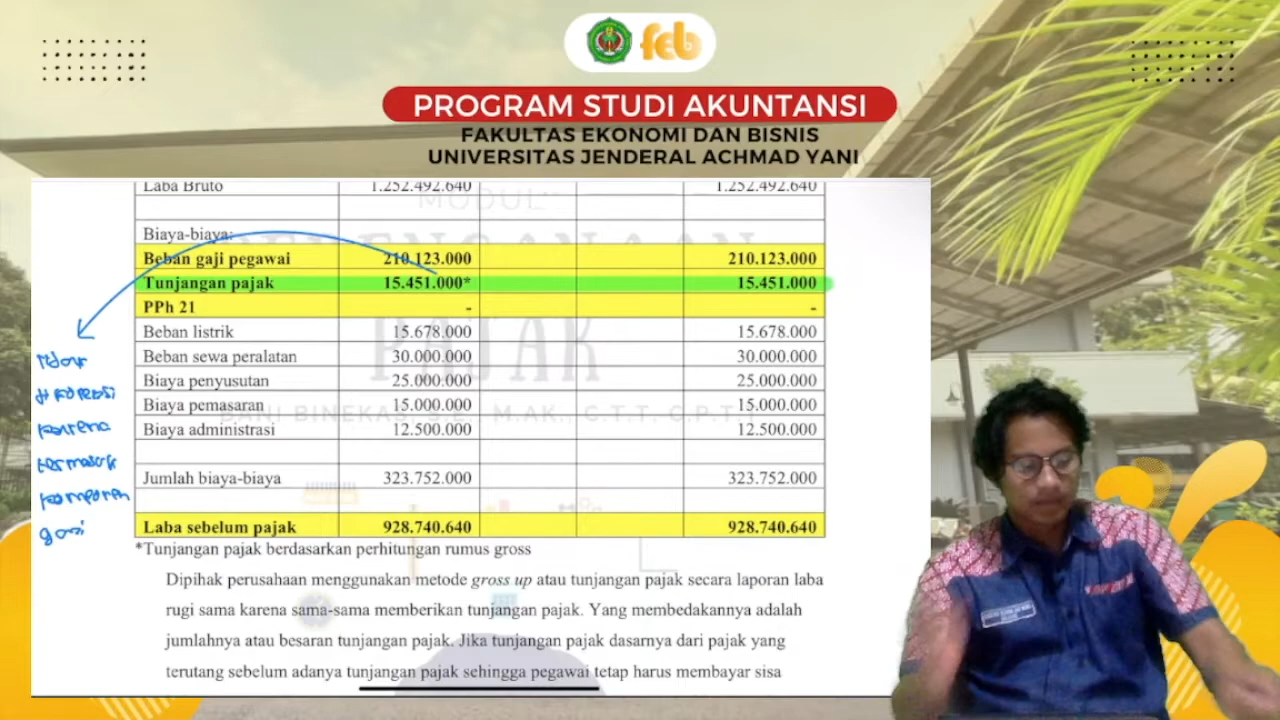 feb
PROGRAM STUDI AKUNTANSI
FAKULTAS EKONOMI DAN BISNIS
UNIVERSITAS JENDERAL ACHMAD YANI
Laba Bruto 1.252.492.640 1.252.492.640
MODUL
Biaya-biaya:
Beban gaji pegawai 210.123.000 210.123.000
Tunjangan pajak 15.451.000* 15.451.000
PPh 21 - -
Beban listrik 15.678.000 15.678.000
PAJAK
Beban sewa peralatan 30.000.000 30.000.000
Biaya penyusutan 25.000.000 25.000.000
Biaya pemasaran 15.000.000 15.000.000
BANI BINEKAS, S.E., M.AK., C.T.T, C.P.T.T
Biaya administrasi 12.500.000 12.500.000
Jumlah biaya-biaya 323.752.000 323.752.000
Laba sebelum pajak 928.740.640 928.740.640
karena
termasuk
gaji
*Tunjangan pajak berdasarkan perhitungan rumus gross
Dipihak perusahaan menggunakan metode gross up atau tunjangan pajak secara laporan laba
rugi sama karena sama-sama memberikan tunjangan pajak. Yang membedakannya adalah
jumlahnya atau besaran tunjangan pajak. Jika tunjangan pajak dasarnya dari pajak yang
terutang sebelum adanya tunjangan pajak sehingga pegawai tetap harus membayar sisa